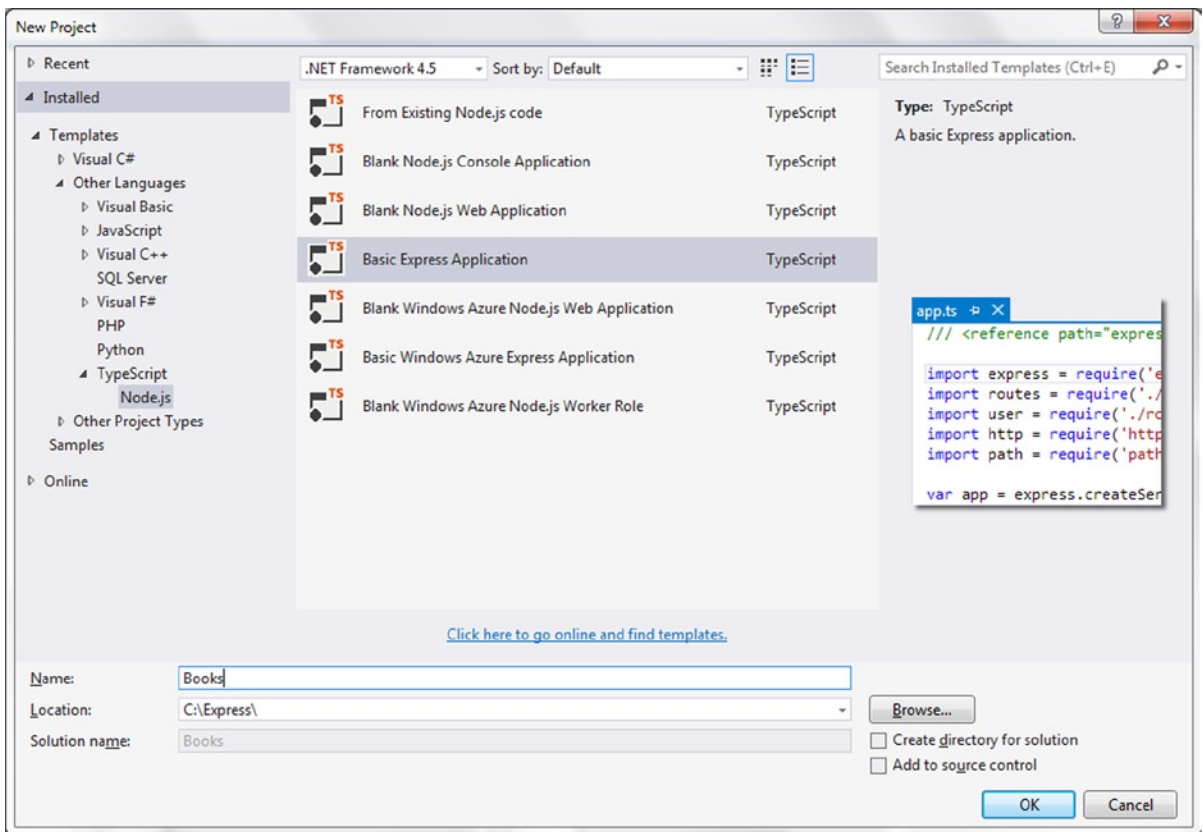 New Project
Recent
Installed
Templates
Visual C#
Other Languages
Visual Basic
JavaScript
Visual C++
SQL Server
Visual F#
PHP
Python
TypeScript
Node.js
Other Project Types
Samples
Online
.NET Framework 4.5 Sort by: Default
TS From Existing Node.js code TypeScript
TS Blank Node.js Console Application TypeScript
TS Blank Node.js Web Application TypeScript
TS Basic Express Application TypeScript
TS Blank Windows Azure Node.js Web Application TypeScript
TS Basic Windows Azure Express Application TypeScript
TS Blank Windows Azure Node.js Worker Role TypeScript
Click here to go online and find templates.
Search Installed Templates (Ctrl+E)
Type: TypeScript
A basic Express application.
app.ts
/// <reference path="expres
import express = require('e
import routes = require('./
import user = require('./ro
import http = require('http
import path = require('path
var app = express.createSer
Name: Books
Location: C:\Express\ Browse...
Solution name: Books
Create directory for solution
Add to source control
OK Cancel